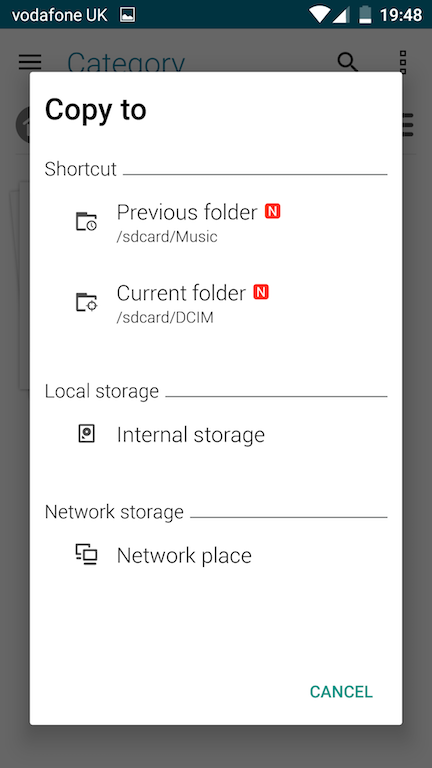 vodafone UK 19:48
Category
Copy to
Shortcut
Previous folder N
/sdcard/Music
Current folder N
/sdcard/DCIM
Local storage
Internal storage
Network storage
Network place
CANCEL